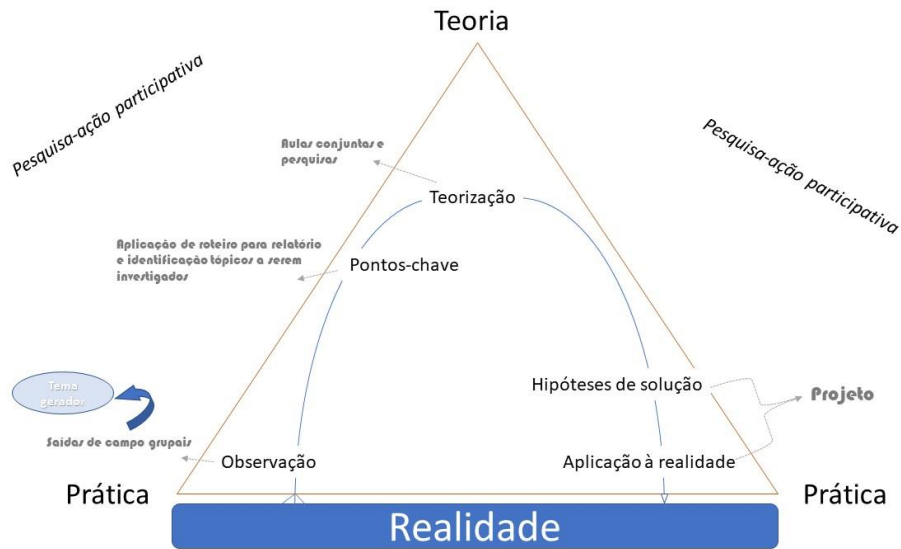 Teoria
Pesquisa-ação participativa
Pesquisa-ação participativa
Aulas conjuntas e
pesquisas
Teorização
Aplicação de roteiro para relatório
e identificação tópicos a serem
investigados
Pontos-chave
Tema
gerador
Hipóteses de solução
Projeto
Saídas de campo grupais
Observação
Aplicação à realidade
Prática
Prática
Realidade